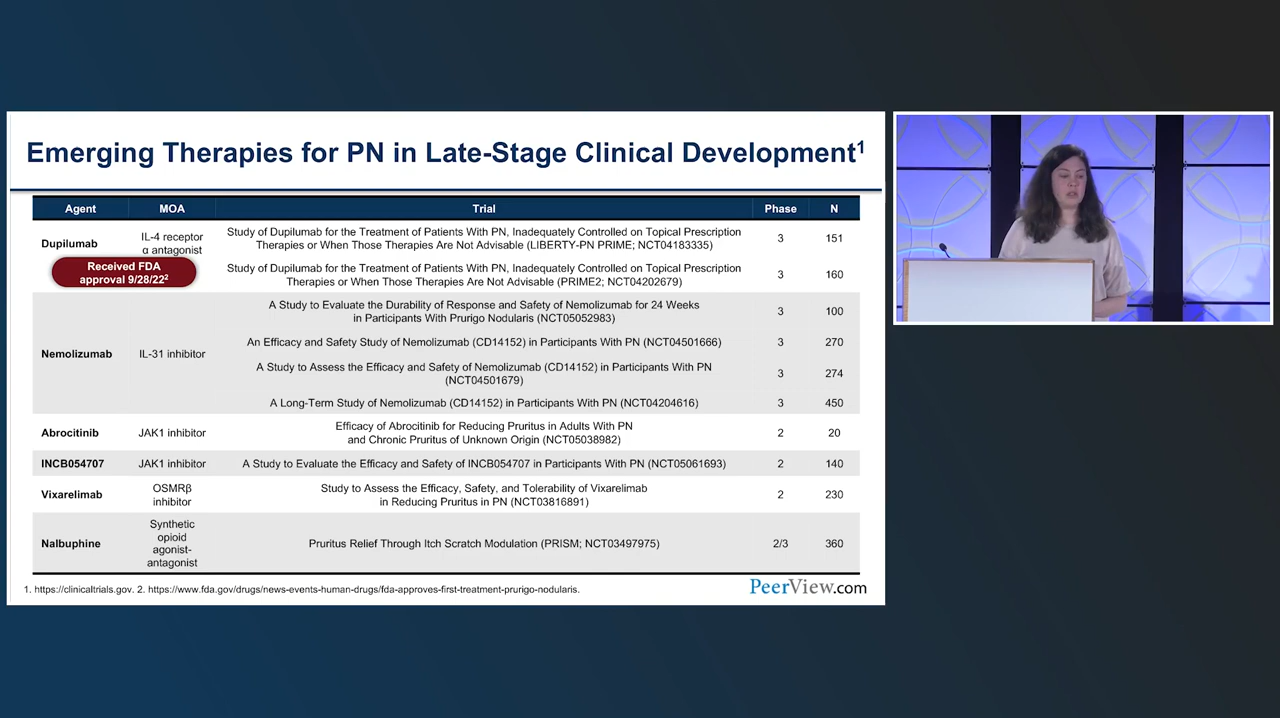 Emerging Therapies for PN in Late-Stage Clinical Development1
Agent MOA Trial Phase N
Dupilumab
Received FDA
approval 9/28/222
IL-4 receptor
α antagonist
Study of Dupilumab for the Treatment of Patients With PN, Inadequately Controlled on Topical Prescription
Therapies or When Those Therapies Are Not Advisable (LIBERTY-PN PRIME; NCT04183335)
3 151
Study of Dupilumab for the Treatment of Patients With PN, Inadequately Controlled on Topical Prescription
Therapies or When Those Therapies Are Not Advisable (PRIME2; NCT04202679)
3 160
Nemolizumab
IL-31 inhibitor
A Study to Evaluate the Durability of Response and Safety of Nemolizumab for 24 Weeks
in Participants With Prurigo Nodularis (NCT05052983)
3 100
An Efficacy and Safety Study of Nemolizumab (CD14152) in Participants With PN (NCT04501666)
3 270
A Study to Assess the Efficacy and Safety of Nemolizumab (CD14152) in Participants With PN
(NCT04501679)
3 274
A Long-Term Study of Nemolizumab (CD14152) in Participants With PN (NCT04204616)
3 450
Abrocitinib
JAK1 inhibitor
Efficacy of Abrocitinib for Reducing Pruritus in Adults With PN
and Chronic Pruritus of Unknown Origin (NCT05038982)
2 20
INCB054707
JAK1 inhibitor
A Study to Evaluate the Efficacy and Safety of INCB054707 in Participants With PN (NCT05061693)
2 140
Vixarelimab
OSMRβ
inhibitor
Study to Assess the Efficacy, Safety, and Tolerability of Vixarelimab
in Reducing Pruritus in PN (NCT03816891)
2 230
Nalbuphine
Synthetic
opioid
agonist-
antagonist
Pruritus Relief Through Itch Scratch Modulation (PRISM; NCT03497975)
2/3 360
1. https://clinicaltrials.gov. 2. https://www.fda.gov/drugs/news-events-human-drugs/fda-approves-first-treatment-prurigo-nodularis.
PeerView.com